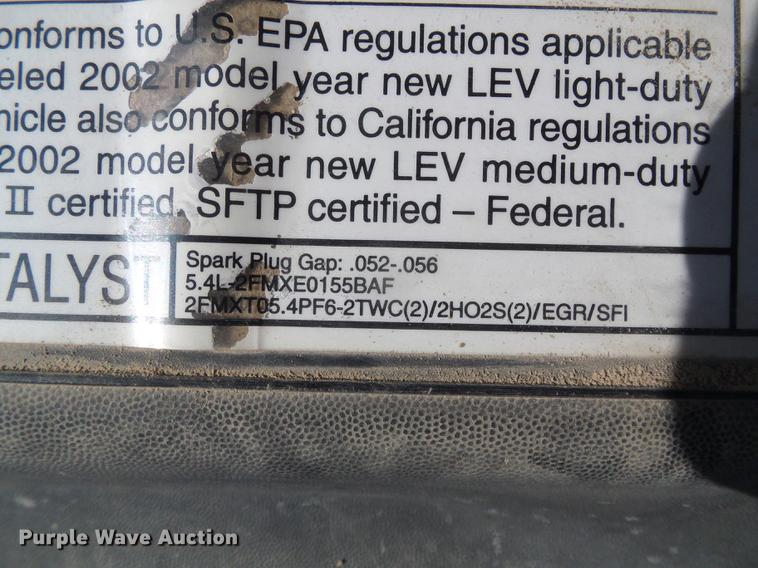 onforms to U.S. EPA regulations applicable
eled 2002 model year new LEV light-duty
hicle also conforms to California regulations
2002 model year new LEV medium-duty
II certified. SFTP certified – Federal.
TALYST
Spark Plug Gap: .052-.056
5.4L-2FMXE0155BAF
2FMXT05.4PF6-2TWC(2)/2HO2S(2)/EGR/SFI
Purple Wave Auction